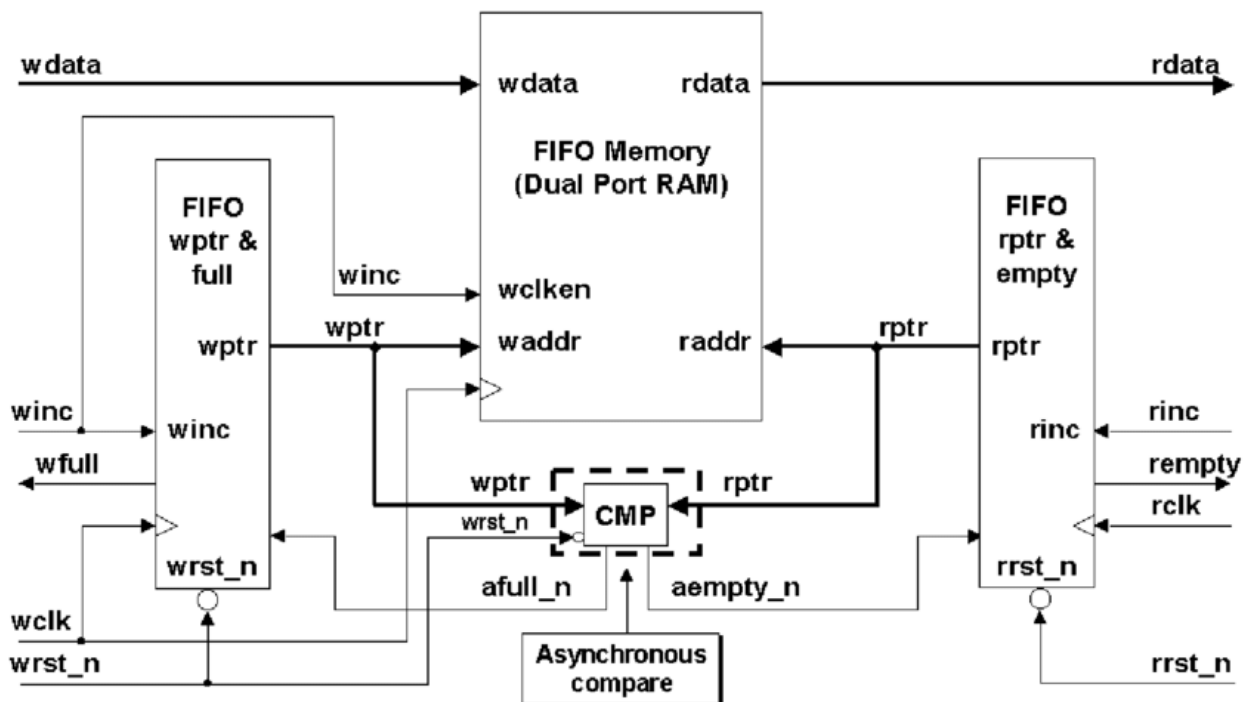 wdata
wdata
rdata
rdata
FIFO Memory
(Dual Port RAM)
FIFO
wptr &
full
FIFO
rptr &
empty
winc
wclken
wptr
wptr
waddr
raddr
rptr
rptr
winc
winc
rinc
rinc
wfull
wptr
rptr
rempty
CMP
wrst_n
rclk
wrst_n
rrst_n
afull_n
aempty_n
wclk
wrst_n
Asynchronous
compare
rrst_n